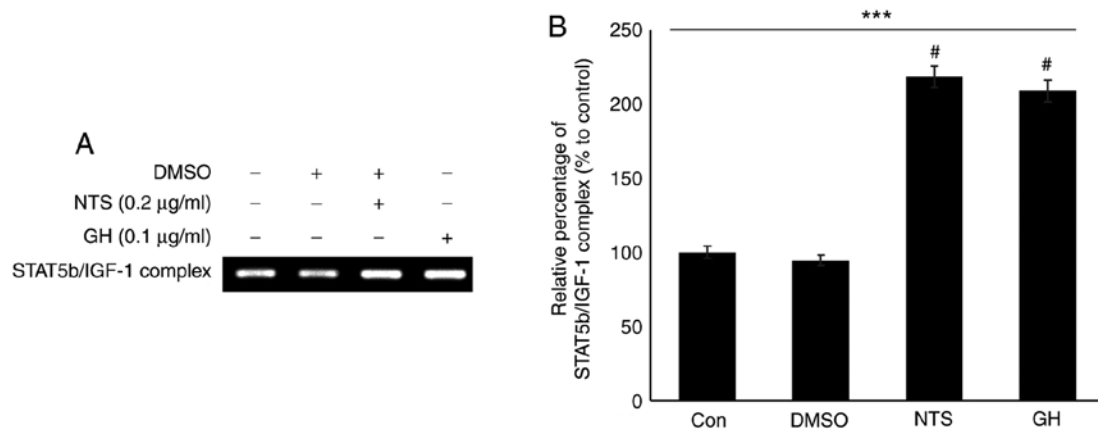 A
DMSO – + + –
NTS (0.2 μg/ml) – – + –
GH (0.1 μg/ml) – – – +
STAT5b/IGF-1 complex
B
Relative percentage of
STAT5b/IGF-1 complex (% to control)
250
200
150
100
50
0
***
# #
Con DMSO NTS GH